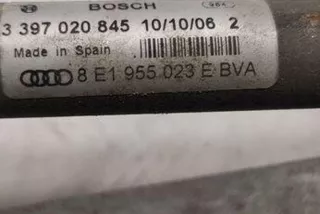 BOSCH
3 397 020 845 10/10/06 2
Made in Spain
8 E1 955 023 E BVA